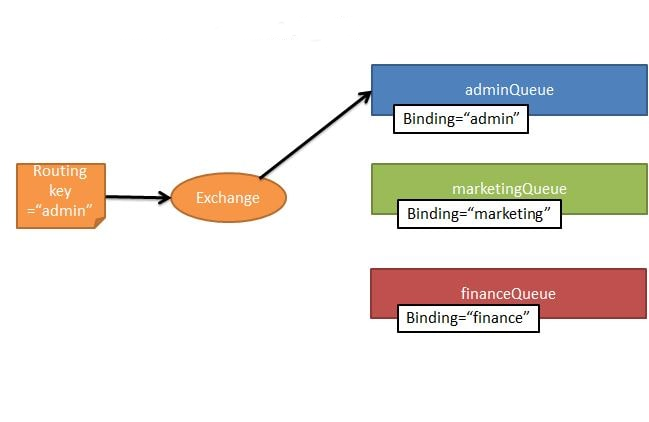 adminQueue
Binding=“admin”
Routing
key
=“admin”
Exchange
marketingQueue
Binding=“marketing”
financeQueue
Binding=“finance”